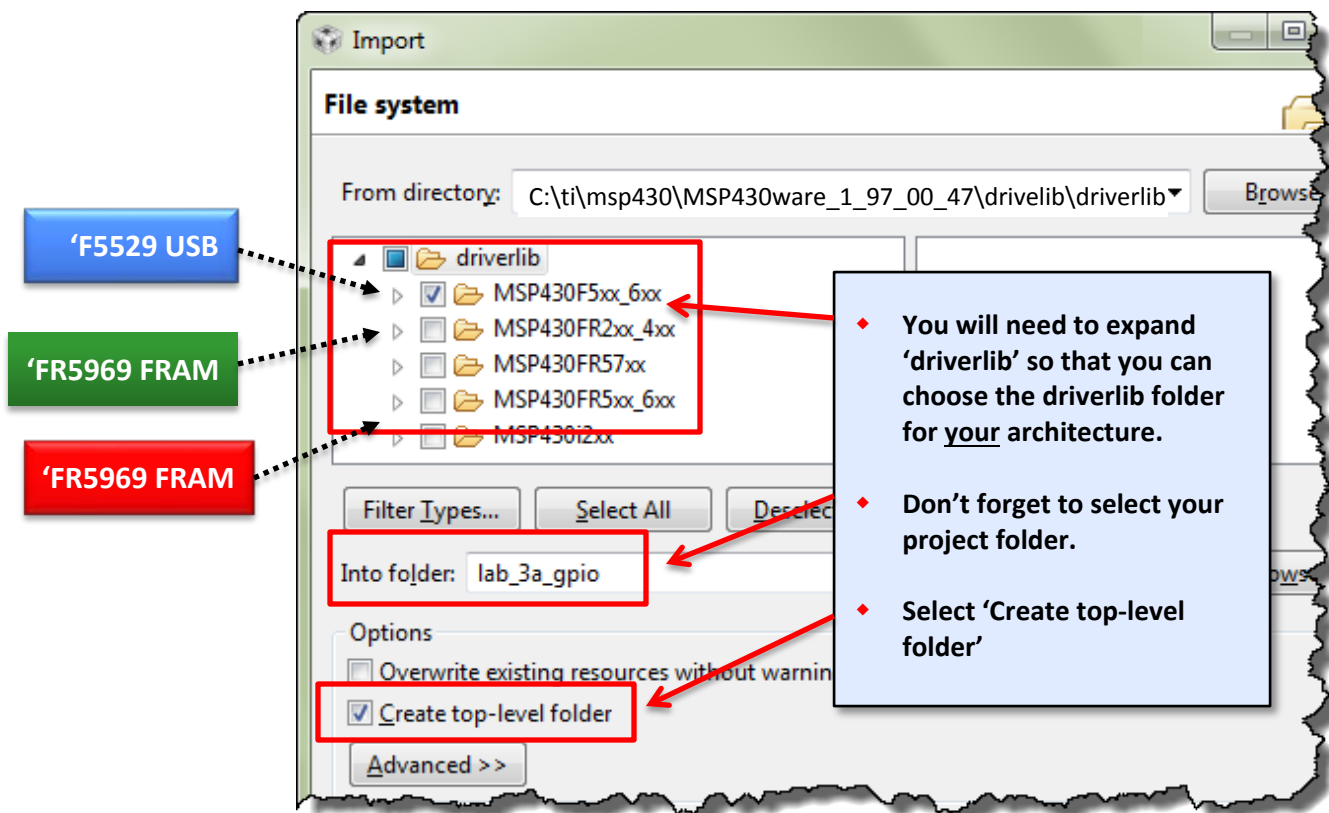 Import
File system
From directory: C:\ti\msp430\MSP430ware_1_97_00_47\drivelib\driverlib Browse
‘F5529 USB
‘FR5969 FRAM
‘FR5969 FRAM
driverlib
MSP430F5xx_6xx
MSP430FR2xx_4xx
MSP430FR57xx
MSP430FR5xx_6xx
MSP430i2xx
You will need to expand
‘driverlib’ so that you can
choose the driverlib folder
for your architecture.
Don’t forget to select your
project folder.
Select ‘Create top-level
folder’
Filter Types... Select All Deselec
Into folder: lab_3a_gpio
Options
Overwrite existing resources without warnin
Create top-level folder
Advanced >>